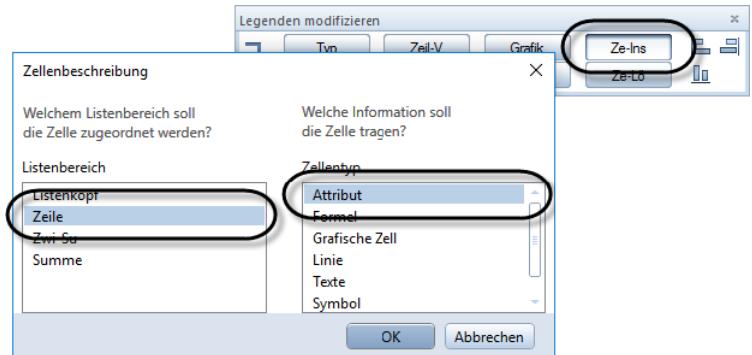 Legenden modifizieren
Typ Zeil-V Grafik Ze-Ins
Ze-Lö
Zellenbeschreibung
Welchem Listenbereich soll
die Zelle zugeordnet werden?
Listenbereich
Listenkopf
Zeile
Zwi-Su
Summe
Welche Information soll
die Zelle tragen?
Zellentyp
Attribut
Formel
Grafische Zell
Linie
Texte
Symbol
OK Abbrechen